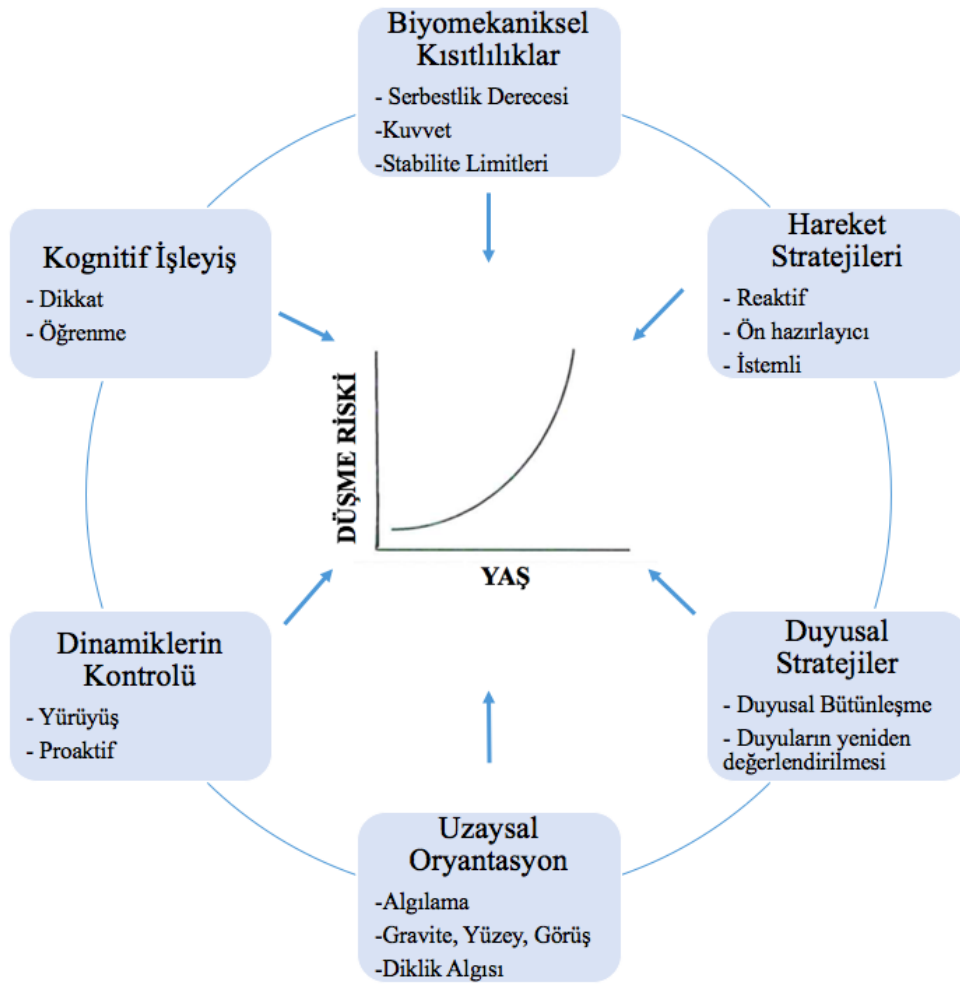 Biyomekaniksel
Kısıtlılıklar
- Serbestlik Derecesi
-Kuvvet
-Stabilite Limitleri
Hareket
Stratejileri
- Reaktif
- Ön hazırlayıcı
- İstemli
Duyusal
Stratejiler
- Duyusal Bütünleşme
- Duyuların yeniden
değerlendirilmesi
Uzaysal
Oryantasyon
-Algılama
-Gravite, Yüzey, Görüş
-Diklik Algısı
Dinamiklerin
Kontrolü
- Yürüyüş
- Proaktif
Kognitif İşleyiş
- Dikkat
- Öğrenme
DÜŞME RİSKİ
YAŞ